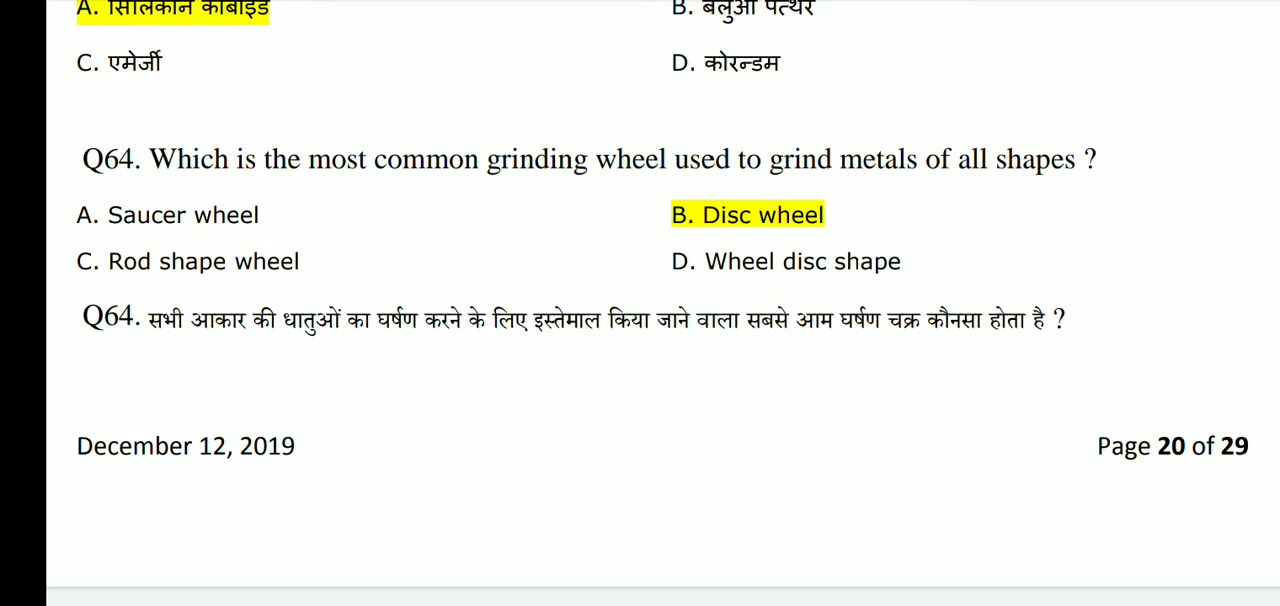 A. सिलिकॉन कार्बाइड B. बलुआ पत्थर
C. एमेर्जी D. कोरन्डम
Q64. Which is the most common grinding wheel used to grind metals of all shapes ?
A. Saucer wheel B. Disc wheel
C. Rod shape wheel D. Wheel disc shape
Q64. सभी आकार की धातुओं का घर्षण करने के लिए इस्तेमाल किया जाने वाला सबसे आम घर्षण चक्र कौनसा होता है ?
December 12, 2019 Page 20 of 29